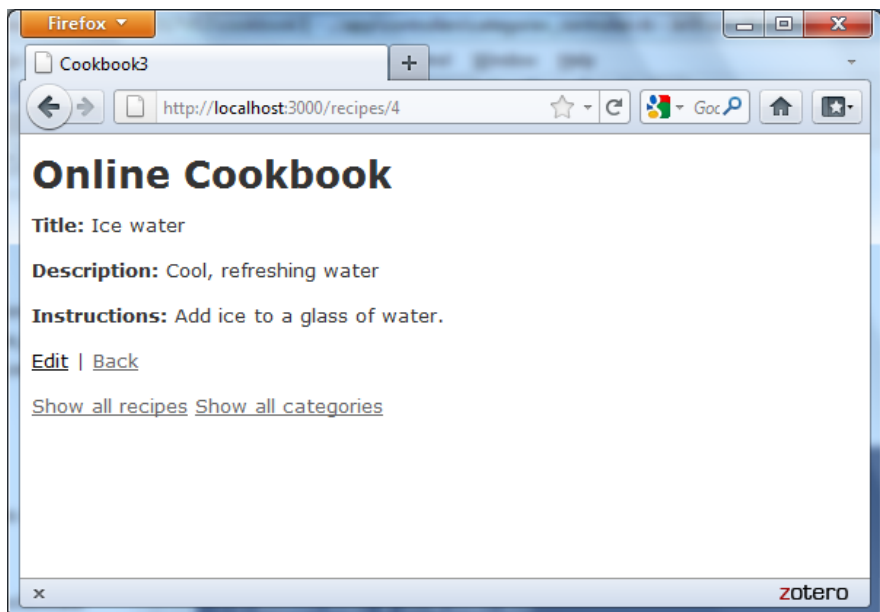 Firefox
Cookbook3
http://localhost:3000/recipes/4
Goo
Online Cookbook
Title: Ice water
Description: Cool, refreshing water
Instructions: Add ice to a glass of water.
Edit | Back
Show all recipes Show all categories
x
zotero